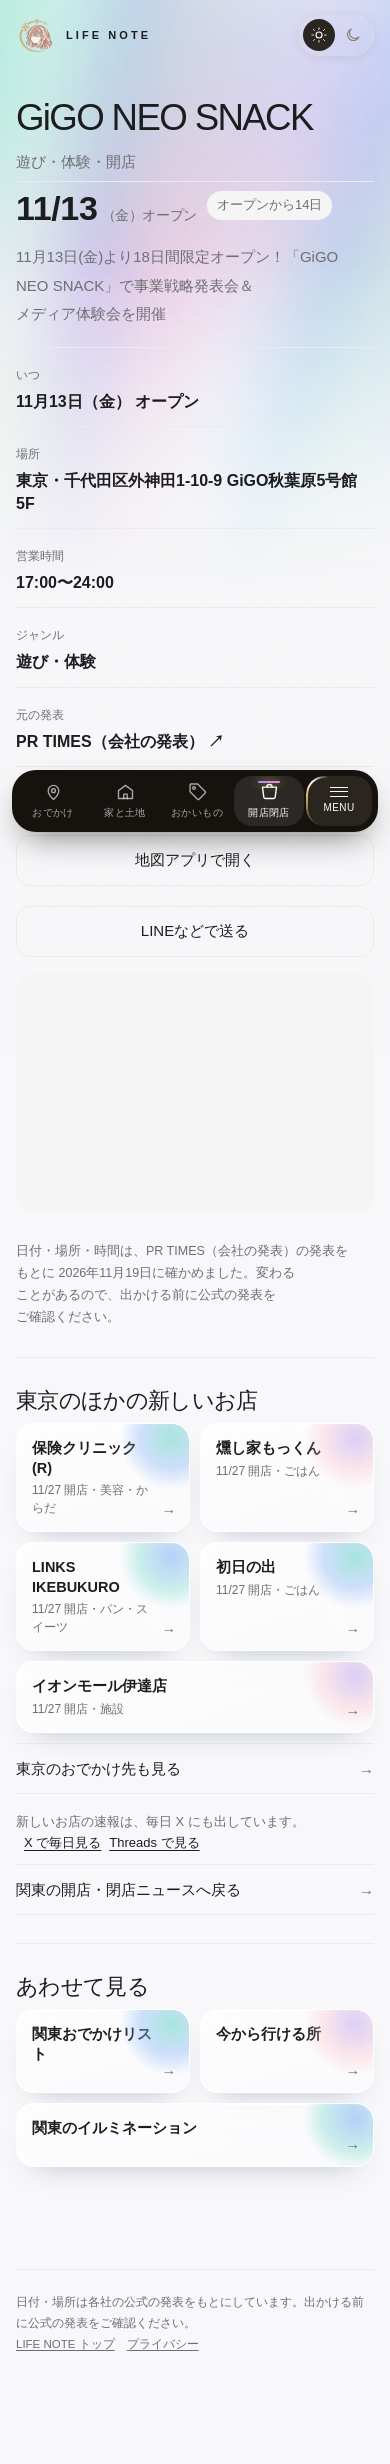 LIFE NOTE
GiGO NEO SNACK
遊び・体験・開店
11/13 （金）オープン オープンから14日
11月13日(金)より18日間限定オープン！「GiGO
NEO SNACK」で事業戦略発表会＆
メディア体験会を開催
いつ
11月13日（金） オープン
場所
東京・千代田区外神田1-10-9 GiGO秋葉原5号館
5F
営業時間
17:00〜24:00
ジャンル
遊び・体験
元の発表
PR TIMES（会社の発表） ↗
おでかけ 家と土地 おかいもの 開店閉店 MENU
地図アプリで開く
LINEなどで送る
日付・場所・時間は、PR TIMES（会社の発表）の発表を
もとに 2026年11月19日に確かめました。変わる
ことがあるので、出かける前に公式の発表を
ご確認ください。
東京のほかの新しいお店
保険クリニック
(R)
11/27 開店・美容・か
らだ
→
燻し家もっくん
11/27 開店・ごはん
→
LINKS
IKEBUKURO
11/27 開店・パン・ス
イーツ
→
初日の出
11/27 開店・ごはん
→
イオンモール伊達店
11/27 開店・施設
→
東京のおでかけ先も見る →
新しいお店の速報は、毎日 X にも出しています。
X で毎日見る Threads で見る
関東の開店・閉店ニュースへ戻る →
あわせて見る
関東おでかけリス
ト
→
今から行ける所
→
関東のイルミネーション
→
日付・場所は各社の公式の発表をもとにしています。出かける前
に公式の発表をご確認ください。
LIFE NOTE トップ プライバシー